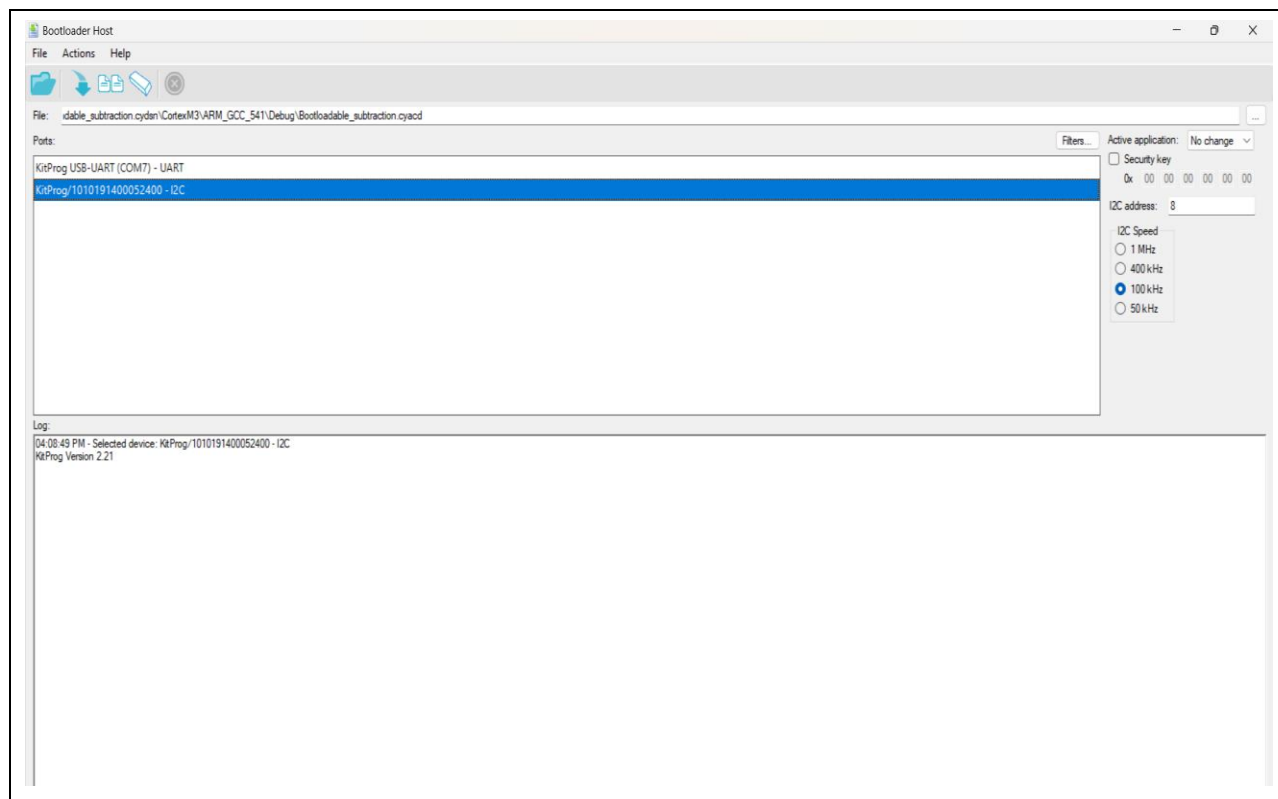 Bootloader Host
File Actions Help
File: dable_subtraction.cydsn\CortexM3\ARM_GCC_541\Debug\Bootloadable_subtraction.cyacd ...
Ports:
Filters...
Active application: No change
KitProg USB-UART (COM7) - UART
KitProg/1010191400052400 - I2C
Security key
0x 00 00 00 00 00 00
I2C address: 8
I2C Speed
1 MHz
400 kHz
100 kHz
50 kHz
Log:
04:08:49 PM - Selected device: KitProg/1010191400052400 - I2C
KitProg Version 2.21